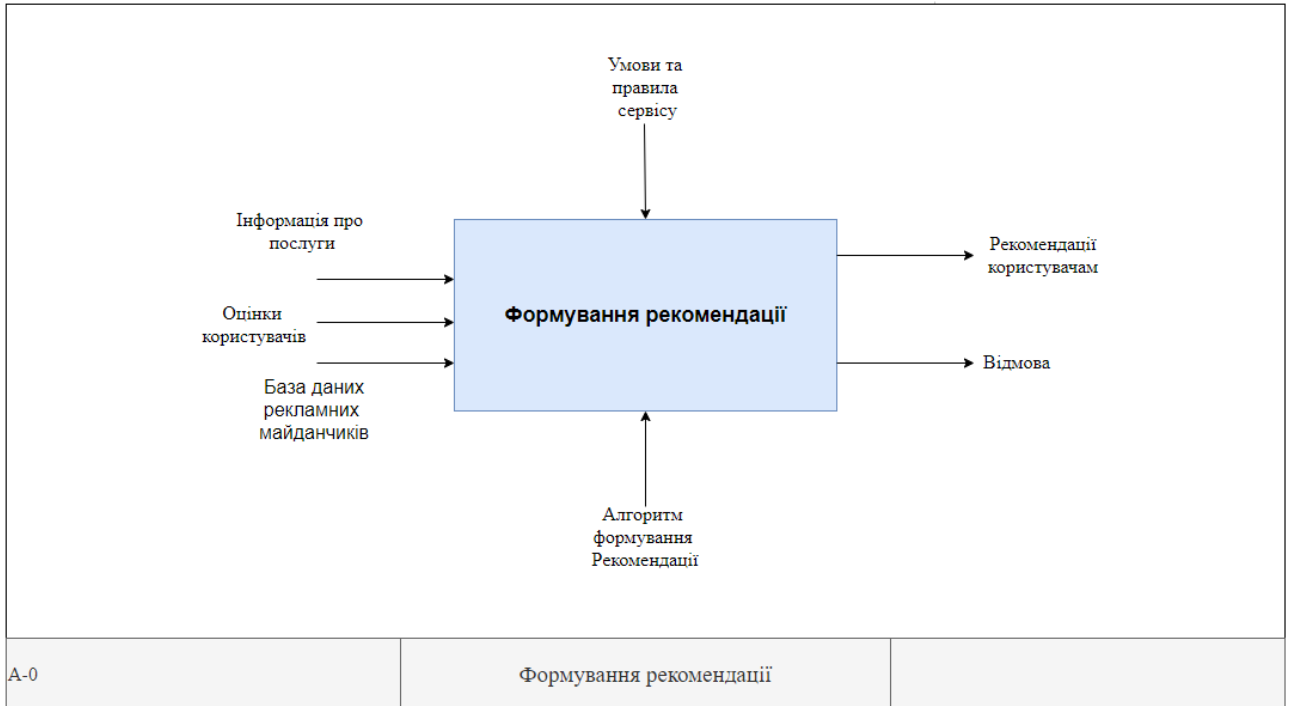 Умови та
правила
сервісу
Інформація про
послуги
Оцінки
користувачів
База даних
рекламних
майданчиків
Формування рекомендації
Рекомендації
користувачам
Відмова
Алгоритм
формування
Рекомендації
А-0
Формування рекомендації